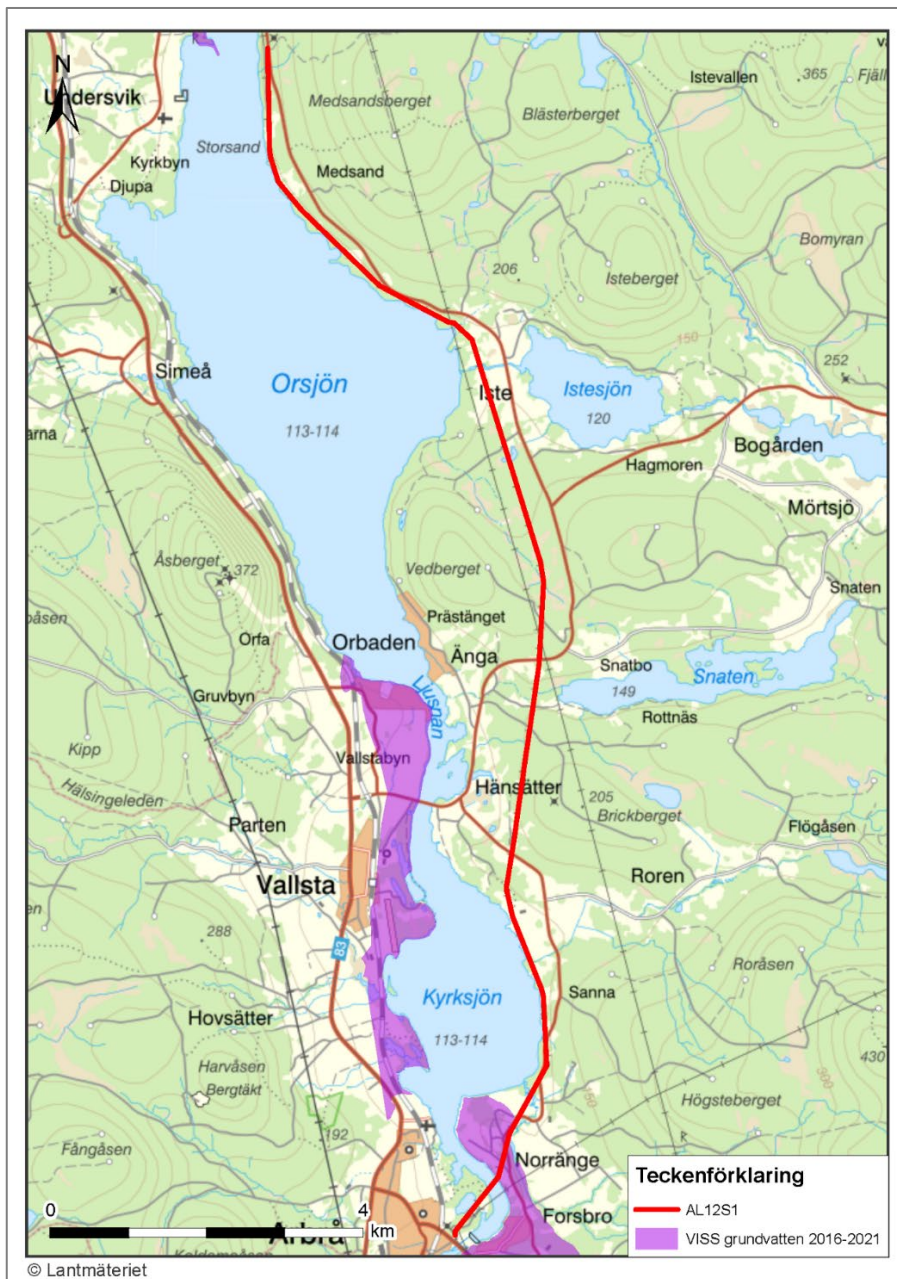 N
Undersvik
Kyrkbyn
Djupa
Storsand
Medsandsberget
Medsand
Blästerberget
Istevallen
365
Fjäll
Bomyran
206
Isteberget
150
252
Simeå
Orsjön
113-114
Iste
Istesjön
120
Hagmoren
Bogården
Mörtsjö
arna
Åsberget
372
Vedberget
Prästänget
Snaten
Orfa
Orbaden
Änga
Snatbo
Snaten
149
Rottnäs
Gruvbyn
Ljusnan
Kipp
Vallstabyn
Hälsingeleden
Hänsätter
205
Brickberget
Parten
Flögåsen
Vallsta
Roren
288
83
Roråsen
Kyrksjön
Sanna
Hovsätter
113-114
430
Harvåsen
Bergtäkt
150
300
Högsteberget
192
Fångåsen
Norränge
R
Forsbro
Arbrå
0
4
km
Teckenförklaring
AL12S1
VISS grundvatten 2016-2021
© Lantmäteriet